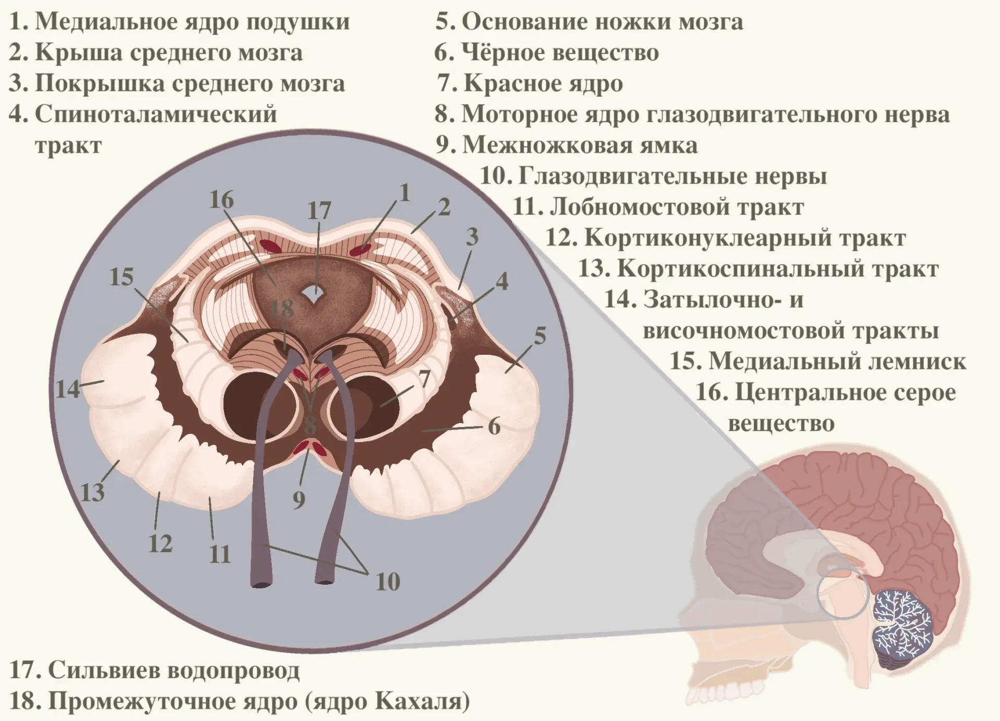 1. Медиальное ядро подушки
2. Крыша среднего мозга
3. Покрышка среднего мозга
4. Спиноталамический
тракт
5. Основание ножки мозга
6. Чёрное вещество
7. Красное ядро
8. Моторное ядро глазодвигательного нерва
9. Межножковая ямка
10. Глазодвигательные нервы
11. Лобномостовой тракт
12. Кортиконуклеарный тракт
13. Кортикоспинальный тракт
14. Затылочно- и
височномостовой тракты
15. Медиальный лемниск
16. Центральное серое
вещество
16
17
1
2
3
15
4
18
5
14
7
8
6
13
9
12
11
10
17. Сильвиев водопровод
18. Промежуточное ядро (ядро Кахаля)